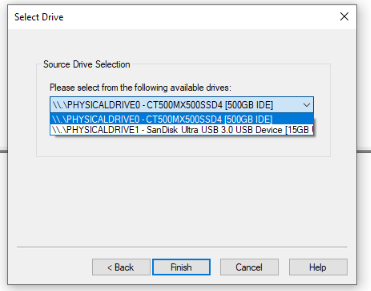 Select Drive
Source Drive Selection
Please select from the following available drives:
\\.\PHYSICALDRIVE0 - CT500MX500SSD4 [500GB IDE]
\\.\PHYSICALDRIVE0 - CT500MX500SSD4 [500GB IDE]
\\.\PHYSICALDRIVE1 - SanDisk Ultra USB 3.0 USB Device [15GB
< Back Finish Cancel Help